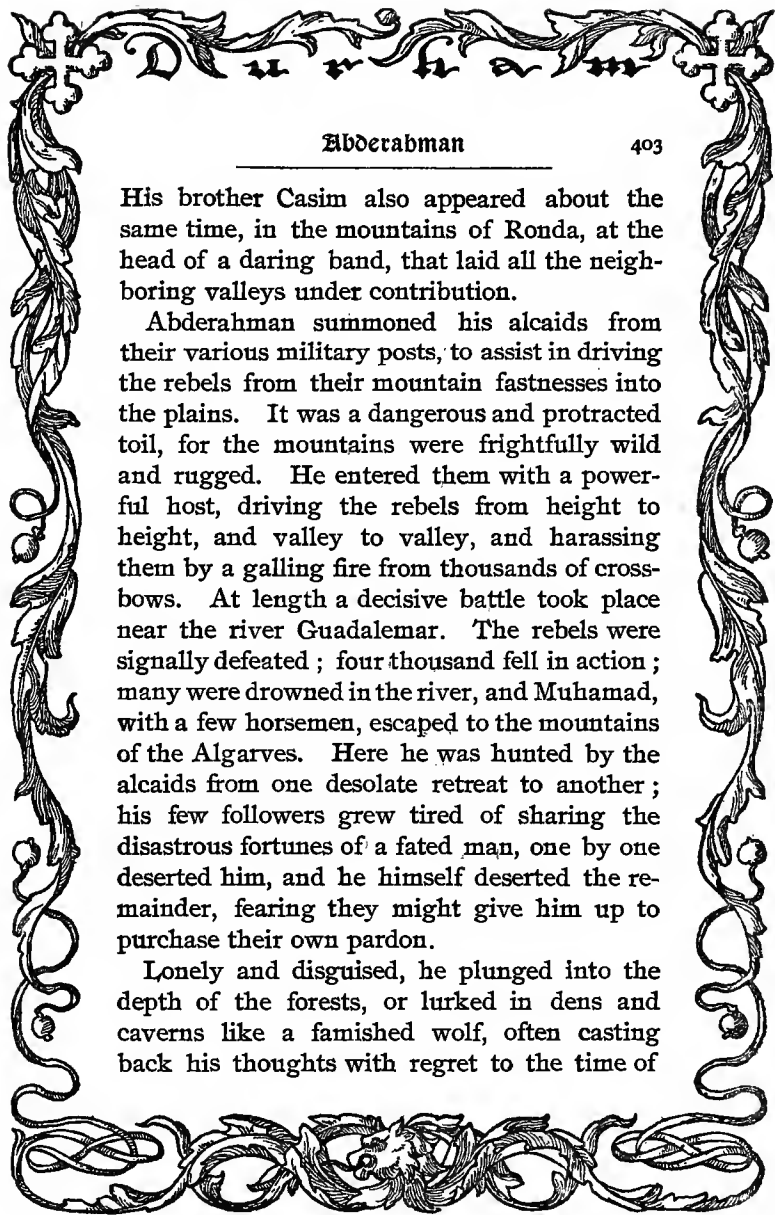 Durham
Abderahman 403
His brother Casim also appeared about the
same time, in the mountains of Ronda, at the
head of a daring band, that laid all the neigh-
boring valleys under contribution.
Abderahman summoned his alcaids from
their various military posts, to assist in driving
the rebels from their mountain fastnesses into
the plains. It was a dangerous and protracted
toil, for the mountains were frightfully wild
and rugged. He entered them with a power-
ful host, driving the rebels from height to
height, and valley to valley, and harassing
them by a galling fire from thousands of cross-
bows. At length a decisive battle took place
near the river Guadalemar. The rebels were
signally defeated ; four thousand fell in action ;
many were drowned in the river, and Muhamad,
with a few horsemen, escaped to the mountains
of the Algarves. Here he was hunted by the
alcaids from one desolate retreat to another ;
his few followers grew tired of sharing the
disastrous fortunes of a fated man, one by one
deserted him, and he himself deserted the re-
mainder, fearing they might give him up to
purchase their own pardon.
Lonely and disguised, he plunged into the
depth of the forests, or lurked in dens and
caverns like a famished wolf, often casting
back his thoughts with regret to the time of